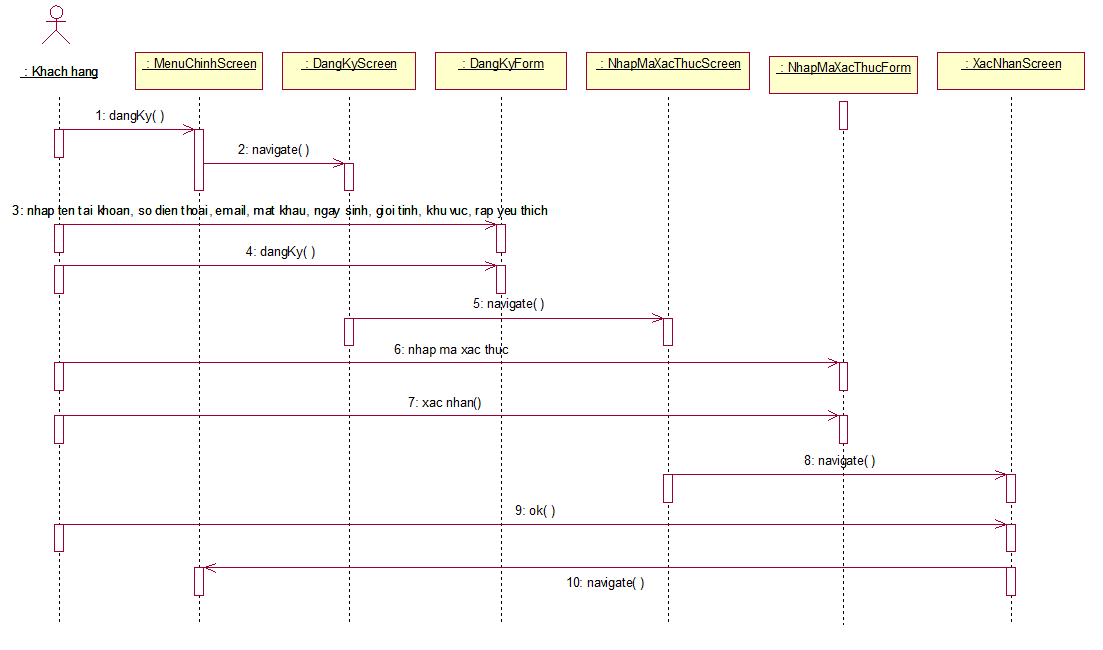 : Khach hang
: MenuChinhScreen
: DangKyScreen
: DangKyForm
: NhapMaXacThucScreen
: NhapMaXacThucForm
: XacNhanScreen
1: dangKy( )
2: navigate( )
3: nhap ten tai khoan, so dien thoai, email, mat khau, ngay sinh, gioi tinh, khu vuc, rap yeu thich
4: dangKy( )
5: navigate( )
6: nhap ma xac thuc
7: xac nhan()
8: navigate( )
9: ok( )
10: navigate( )